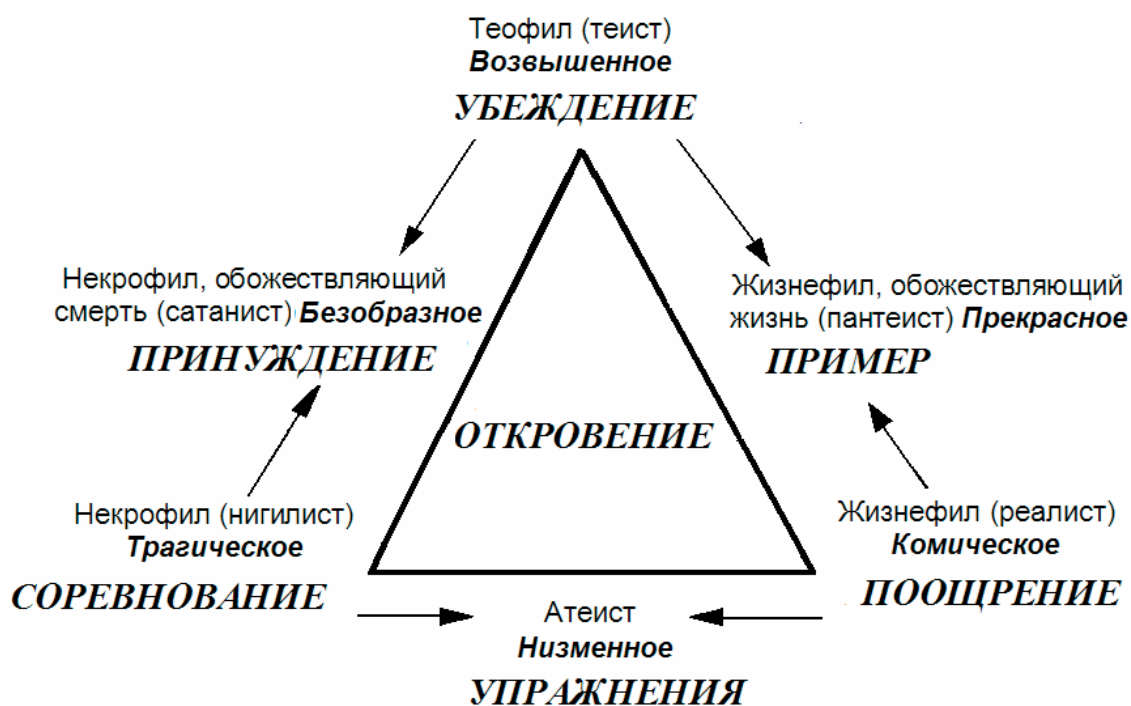 Теофил (теист)
Возвышенное
УБЕЖДЕНИЕ
Некрофил, обожествляющий
смерть (сатанист) Безобразное
ПРИНУЖДЕНИЕ
Жизнефил, обожествляющий
жизнь (пантеист) Прекрасное
ПРИМЕР
ОТКРОВЕНИЕ
Некрофил (нигилист)
Трагическое
СОРЕВНОВАНИЕ
Жизнефил (реалист)
Комическое
ПООЩРЕНИЕ
Атеист
Низменное
УПРАЖНЕНИЯ